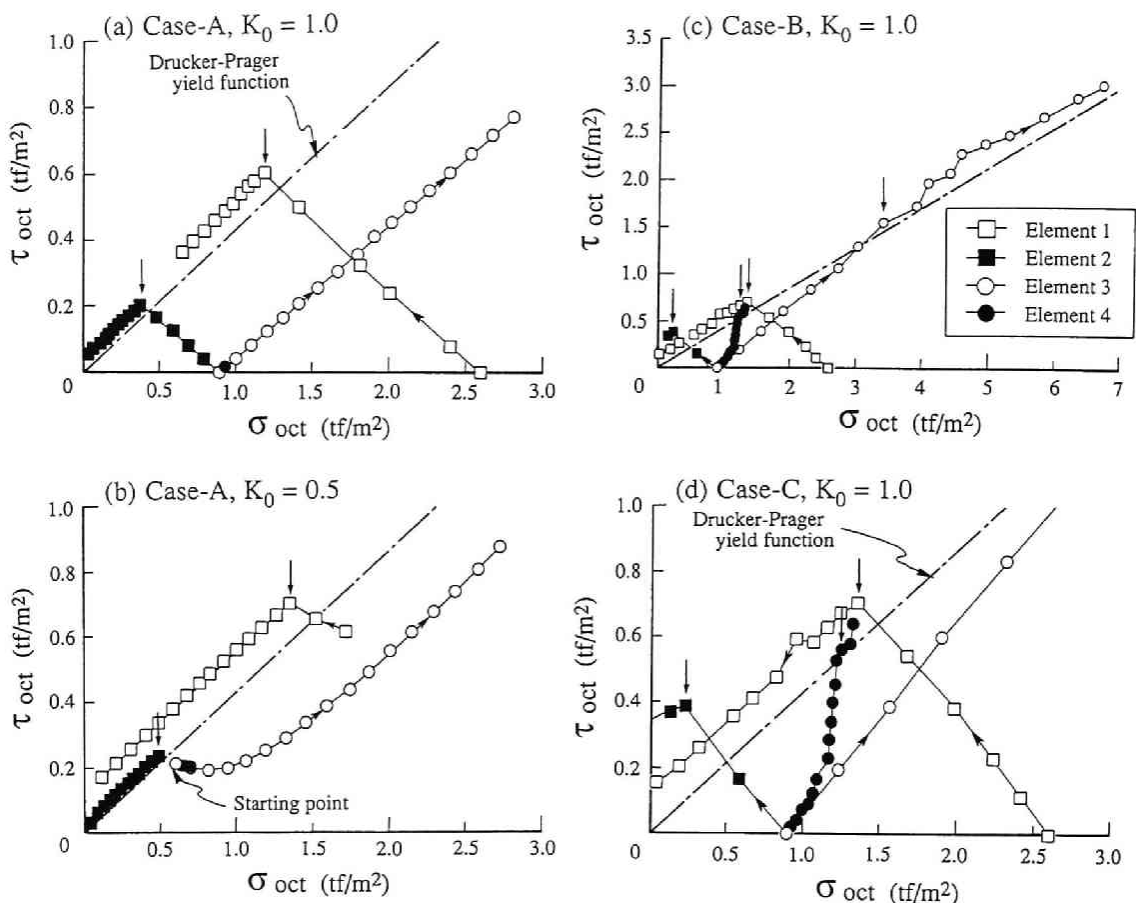 (a) Case-A, K0 = 1.0
Drucker-Prager
yield function
1.0
0.8
0.6
0.4
0.2
0
0.5
1.0
1.5
2.0
2.5
3.0
τ oct (tf/m2)
σ oct (tf/m2)
(c) Case-B, K0 = 1.0
3.5
3.0
2.5
2.0
1.5
1.0
0.5
0
1
2
3
4
5
6
7
τ oct (tf/m2)
σ oct (tf/m2)
Element 1
Element 2
Element 3
Element 4
(b) Case-A, K0 = 0.5
1.0
0.8
0.6
0.4
0.2
0
0.5
1.0
1.5
2.0
2.5
3.0
Starting point
τ oct (tf/m2)
σ oct (tf/m2)
(d) Case-C, K0 = 1.0
Drucker-Prager
yield function
1.0
0.8
0.6
0.4
0.2
0
0.5
1.0
1.5
2.0
2.5
3.0
τ oct (tf/m2)
σ oct (tf/m2)